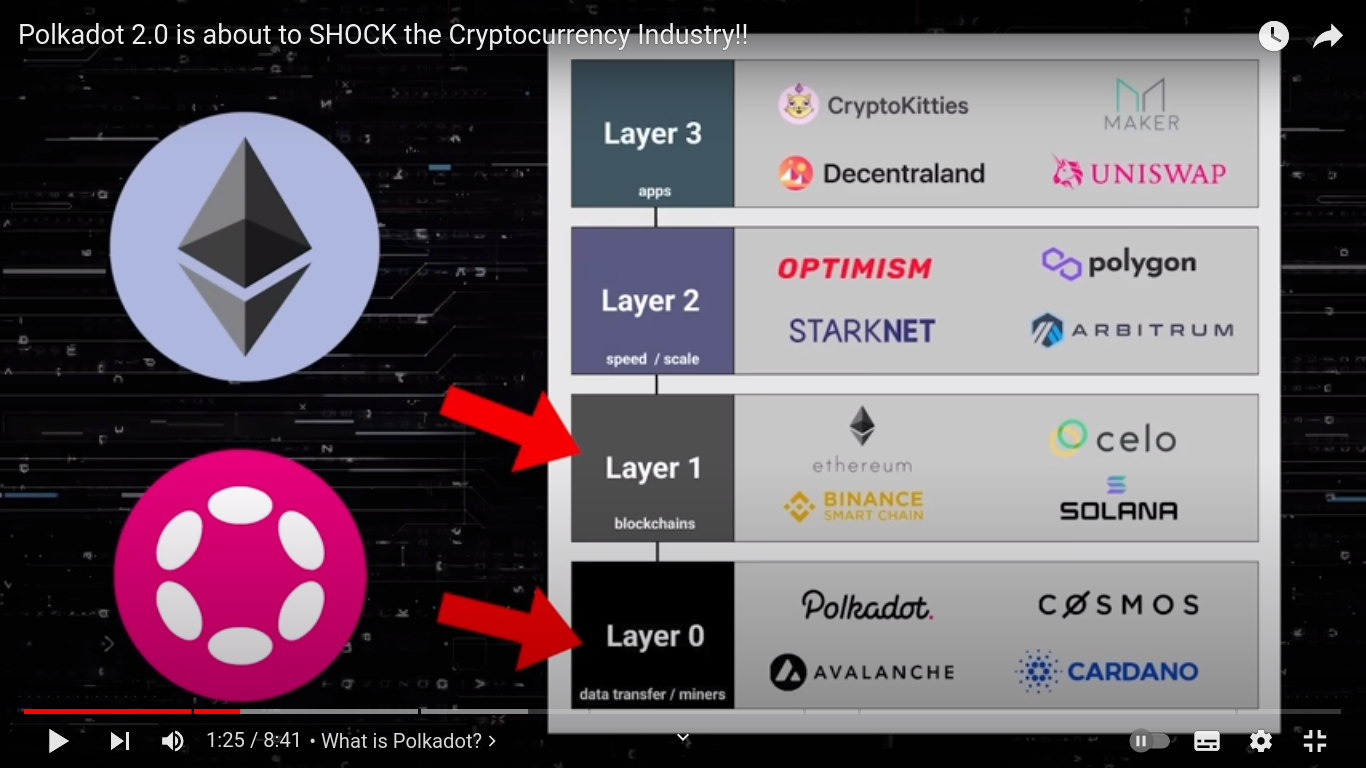 Polkadot 2.0 is about to SHOCK the Cryptocurrency Industry!!
Layer 3
apps
CryptoKitties
MAKER
Decentraland
UNISWAP
Layer 2
speed / scale
OPTIMISM
polygon
STARKNET
ARBITRUM
Layer 1
blockchains
ethereum
celo
BINANCE
SMART CHAIN
SOLANA
Layer 0
data transfer / miners
Polkadot.
COSMOS
AVALANCHE
CARDANO
1:25 / 8:41 • What is Polkadot? >